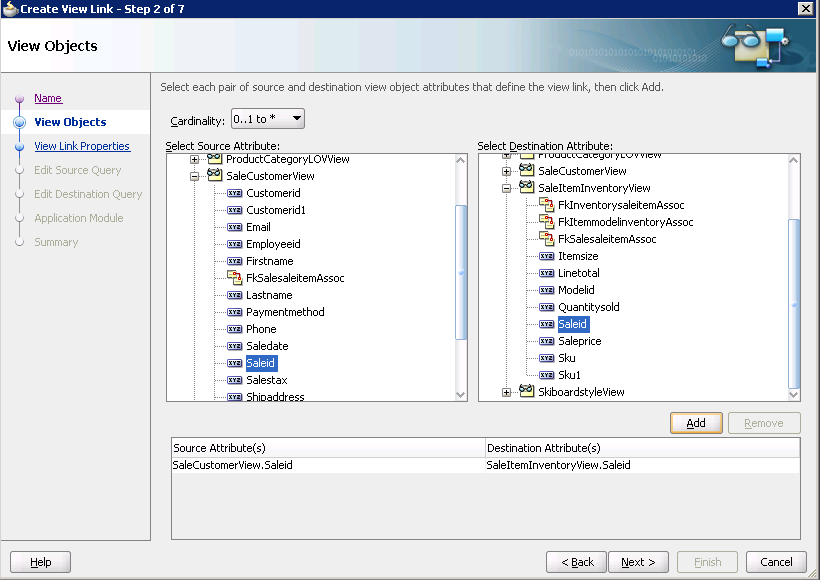 Create View Link - Step 2 of 7
View Objects
Select each pair of source and destination view object attributes that define the view link, then click Add.
Name
View Objects
View Link Properties
Edit Source Query
Edit Destination Query
Application Module
Summary
Cardinality: 0..1 to *
Select Source Attribute:
ProductCategoryLOVView
SaleCustomerView
Customerid
Customerid1
Email
Employeeid
Firstname
FkSalesaleitemAssoc
Lastname
Paymentmethod
Phone
Saledate
Saleid
Salestax
Shipaddress
Select Destination Attribute:
ProductCategoryLOVView
SaleCustomerView
SaleItemInventoryView
FkInventorysaleitemAssoc
FkItemmodelinventoryAssoc
FkSalesaleitemAssoc
Itemsize
Linetotal
Modelid
Quantitysold
Saleid
Saleprice
Sku
Sku1
SkiboardstyleView
Add Remove
Source Attribute(s) Destination Attribute(s)
SaleCustomerView.Saleid SaleItemInventoryView.Saleid
Help < Back Next > Finish Cancel